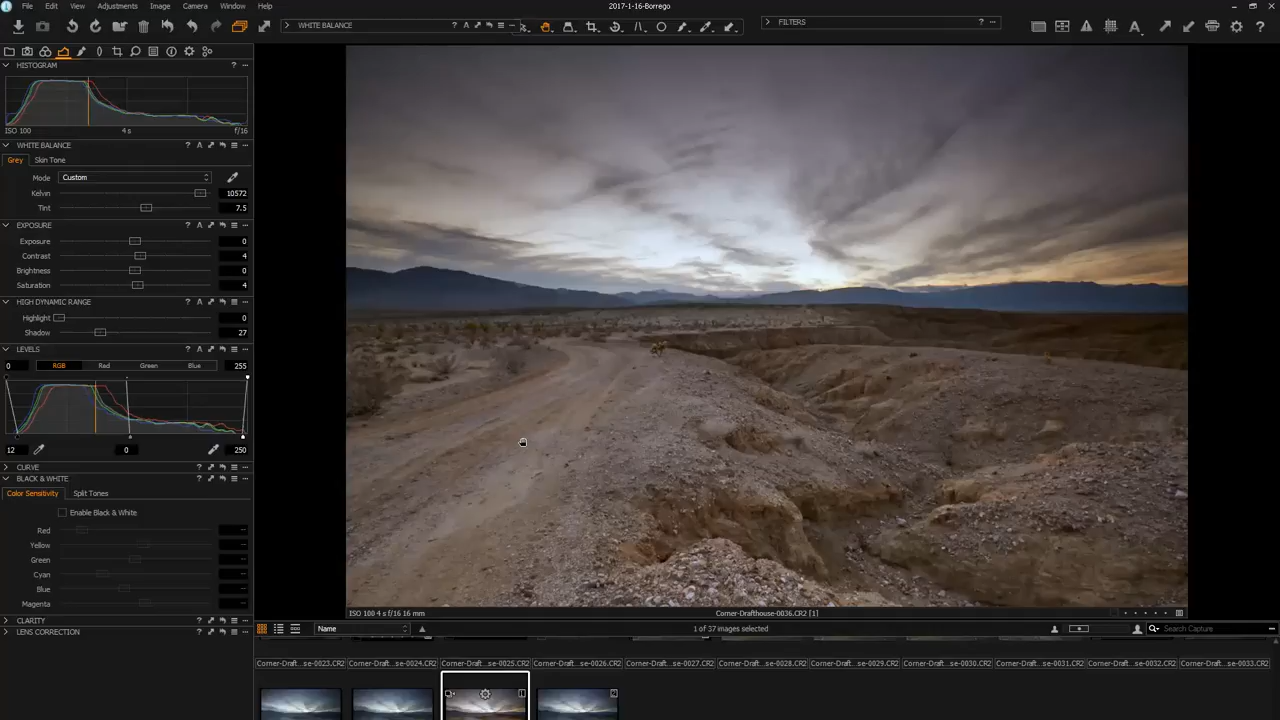 File Edit View Adjustments Image Camera Window Help
2017-1-16-Borrego
WHITE BALANCE
FILTERS
HISTOGRAM
ISO 100 4 s f/16
WHITE BALANCE
Grey Skin Tone
Mode Custom
Kelvin 10572
Tint 7.5
EXPOSURE
Exposure 0
Contrast 4
Brightness 0
Saturation 4
HIGH DYNAMIC RANGE
Highlight 0
Shadow 27
LEVELS
0 RGB Red Green Blue 255
12 0 250
CURVE
BLACK & WHITE
Color Sensitivity Split Tones
Enable Black & White
Red --
Yellow --
Green --
Cyan --
Blue --
Magenta --
CLARITY
LENS CORRECTION
ISO 100 4 s f/16 16 mm
Corner-Drafthouse-0036.CR2 [1]
Name
1 of 37 images selected
Search Capture
Corner-Draft...se-0023.CR2 Corner-Draft...se-0024.CR2 Corner-Draft...se-0025.CR2 Corner-Draft...se-0026.CR2 Corner-Draft...se-0027.CR2 Corner-Draft...se-0028.CR2 Corner-Draft...se-0029.CR2 Corner-Draft...se-0030.CR2 Corner-Draft...se-0031.CR2 Corner-Draft...se-0032.CR2 Corner-Draft...se-0033.CR2
1 2